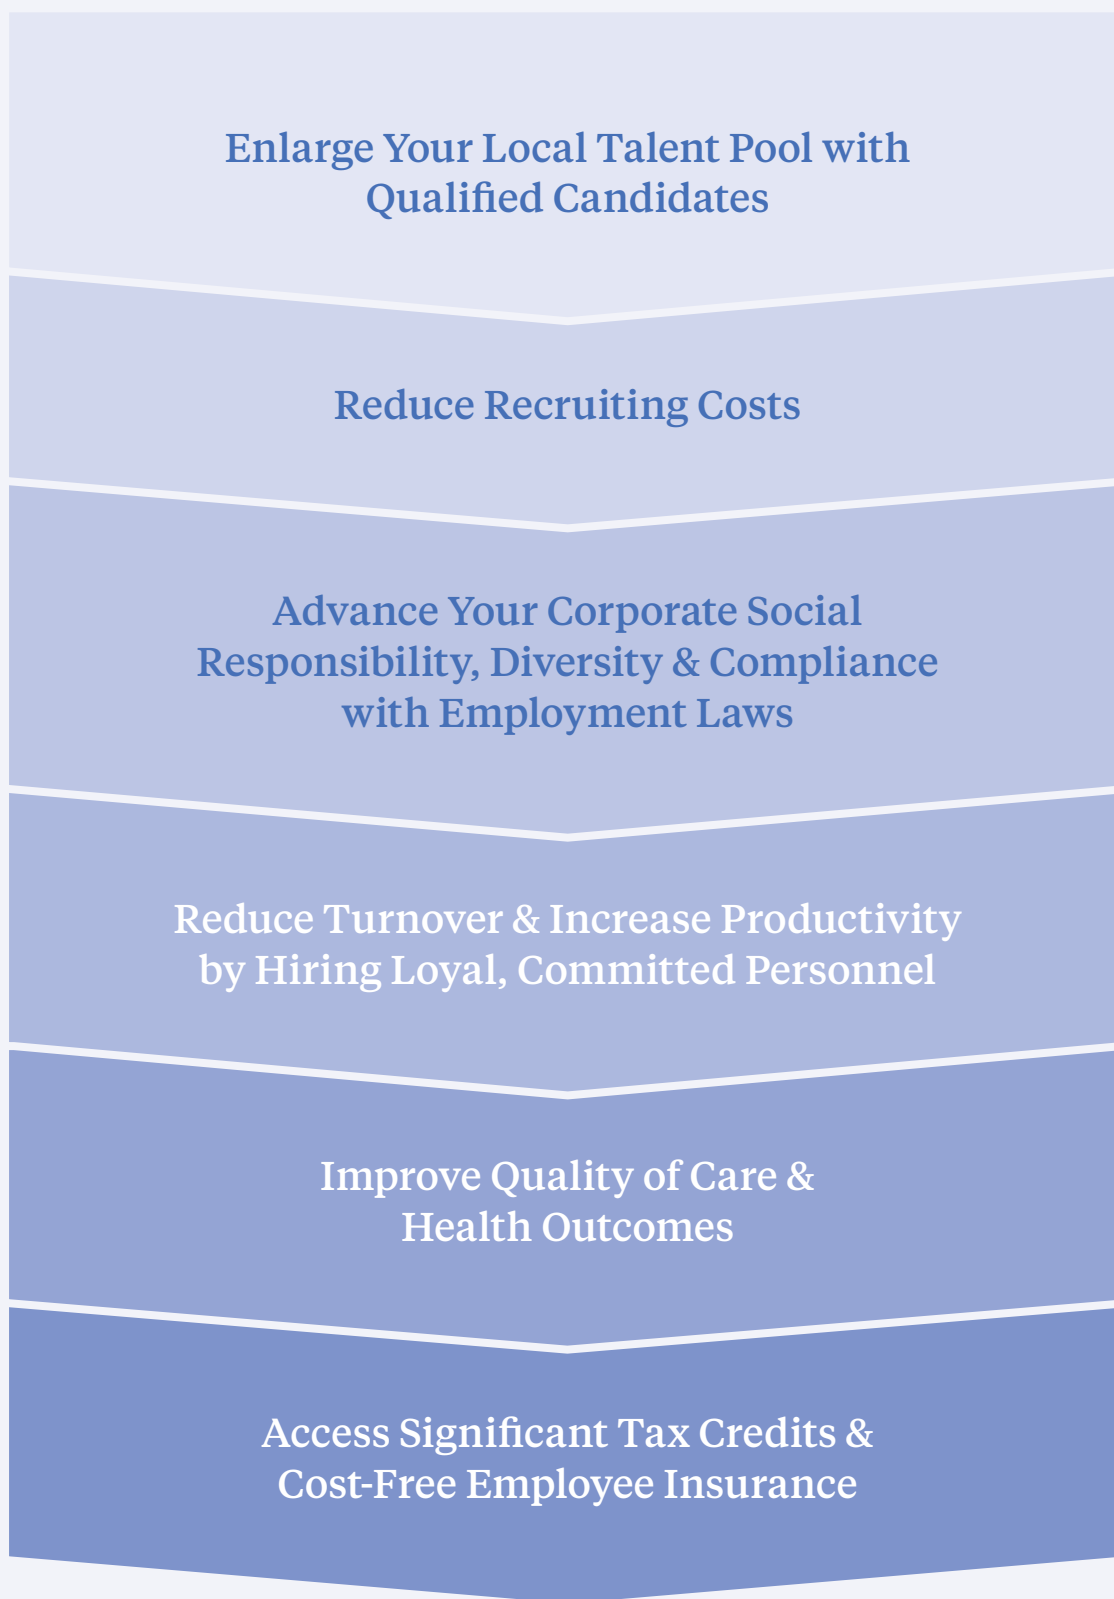 Enlarge Your Local Talent Pool with
Qualified Candidates
Reduce Recruiting Costs
Advance Your Corporate Social
Responsibility, Diversity & Compliance
with Employment Laws
Reduce Turnover & Increase Productivity
by Hiring Loyal, Committed Personnel
Improve Quality of Care &
Health Outcomes
Access Significant Tax Credits &
Cost-Free Employee Insurance